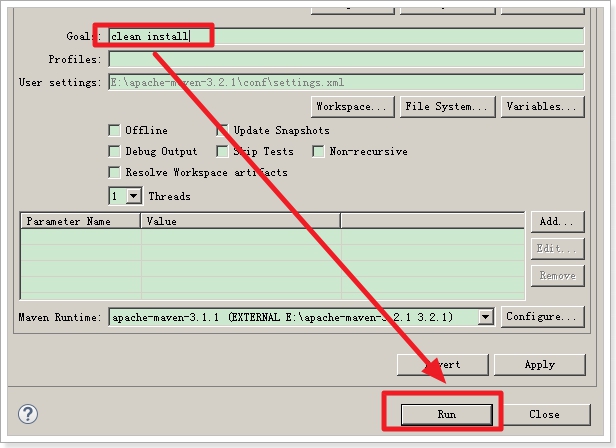 Goals: clean install
Profiles:
User settings: E:\apache-maven-3.2.1\conf\settings.xml
Workspace... File System... Variables...
Offline Update Snapshots
Debug Output Skip Tests Non-recursive
Resolve Workspace artifacts
1 Threads
Parameter Name Value Add...
Edit...
Remove
Maven Runtime: apache-maven-3.1.1 (EXTERNAL E:\apache-maven-3.2.1 3.2.1) Configure...
Revert Apply
? Run Close